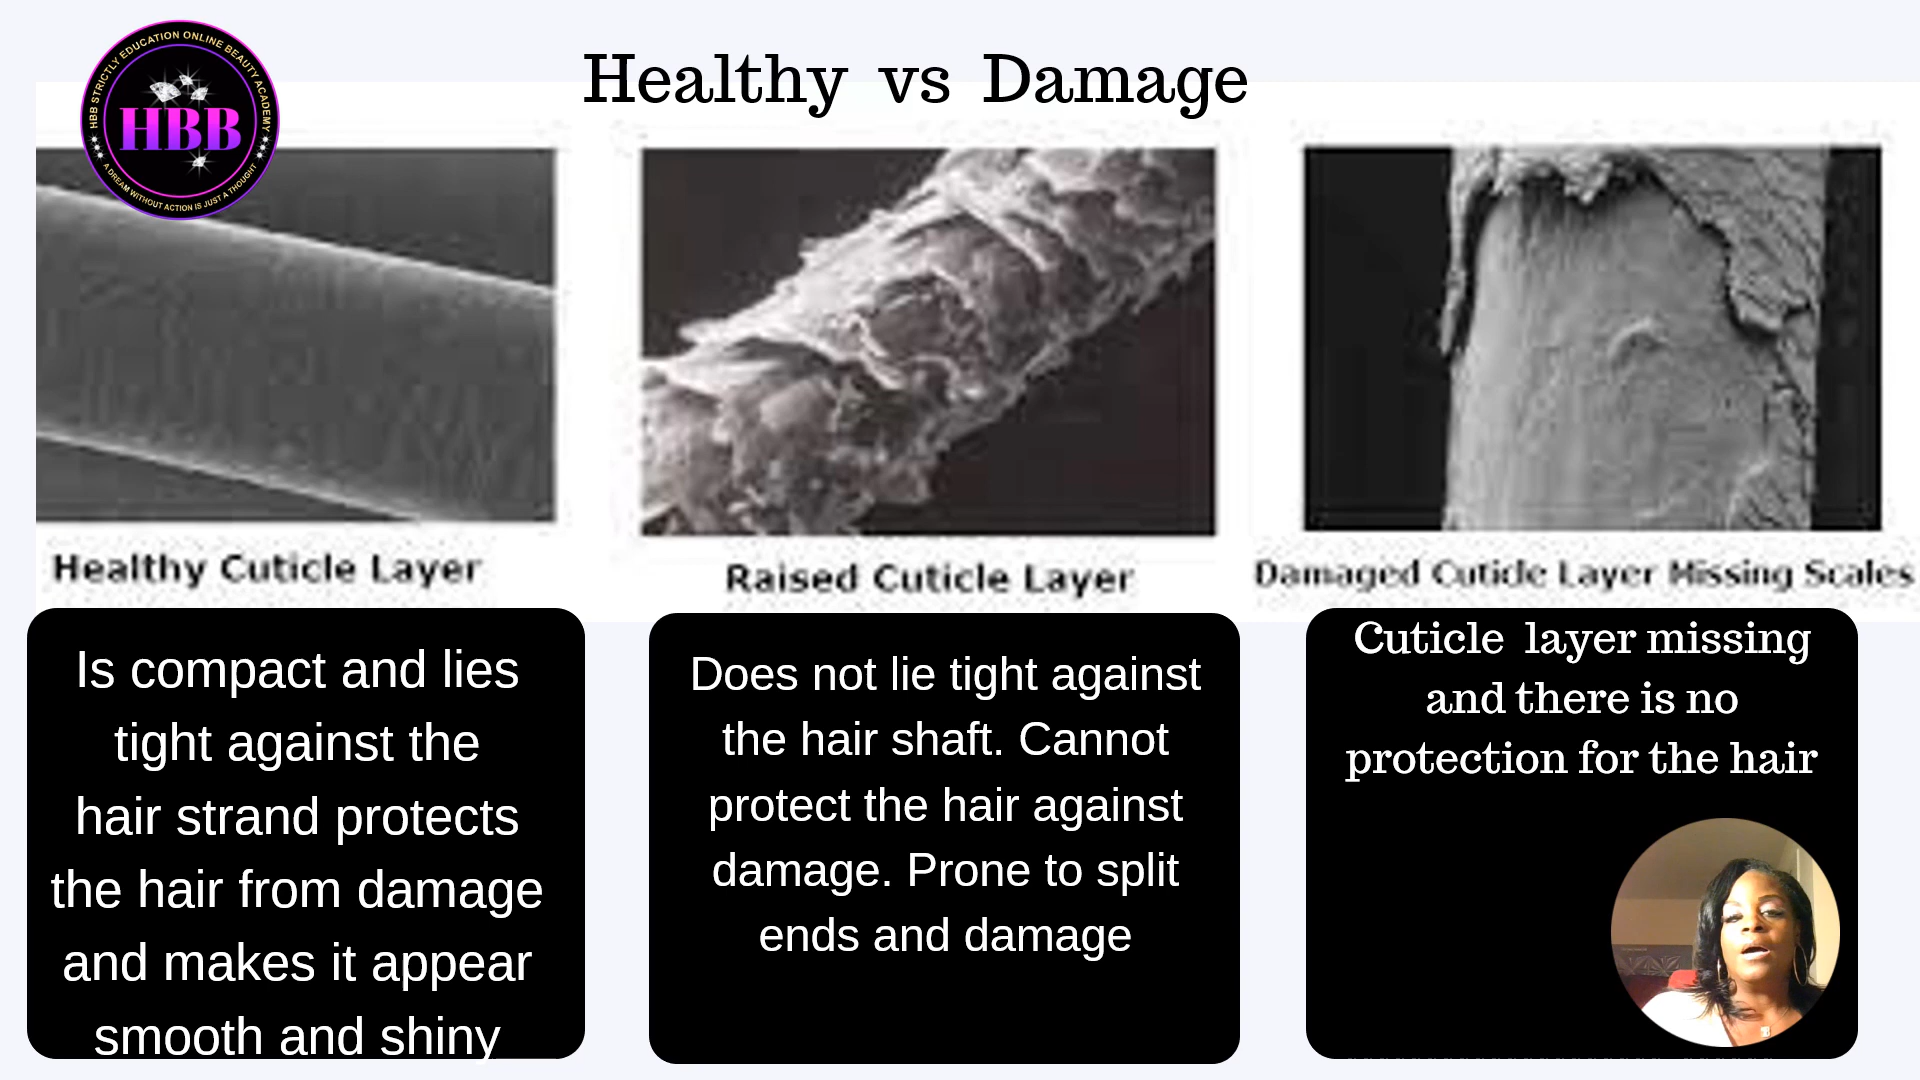 HBB STRICTLY EDUCATION ONLINE BEAUTY ACADEMY
HBB
A DREAM WITHOUT ACTION IS JUST A THOUGHT
Healthy vs Damage
Healthy Cuticle Layer
Raised Cuticle Layer
Damaged Cuticle Layer Missing Scales
Is compact and lies
tight against the
hair strand protects
the hair from damage
and makes it appear
smooth and shiny
Does not lie tight against
the hair shaft. Cannot
protect the hair against
damage. Prone to split
ends and damage
Cuticle layer missing
and there is no
protection for the hair